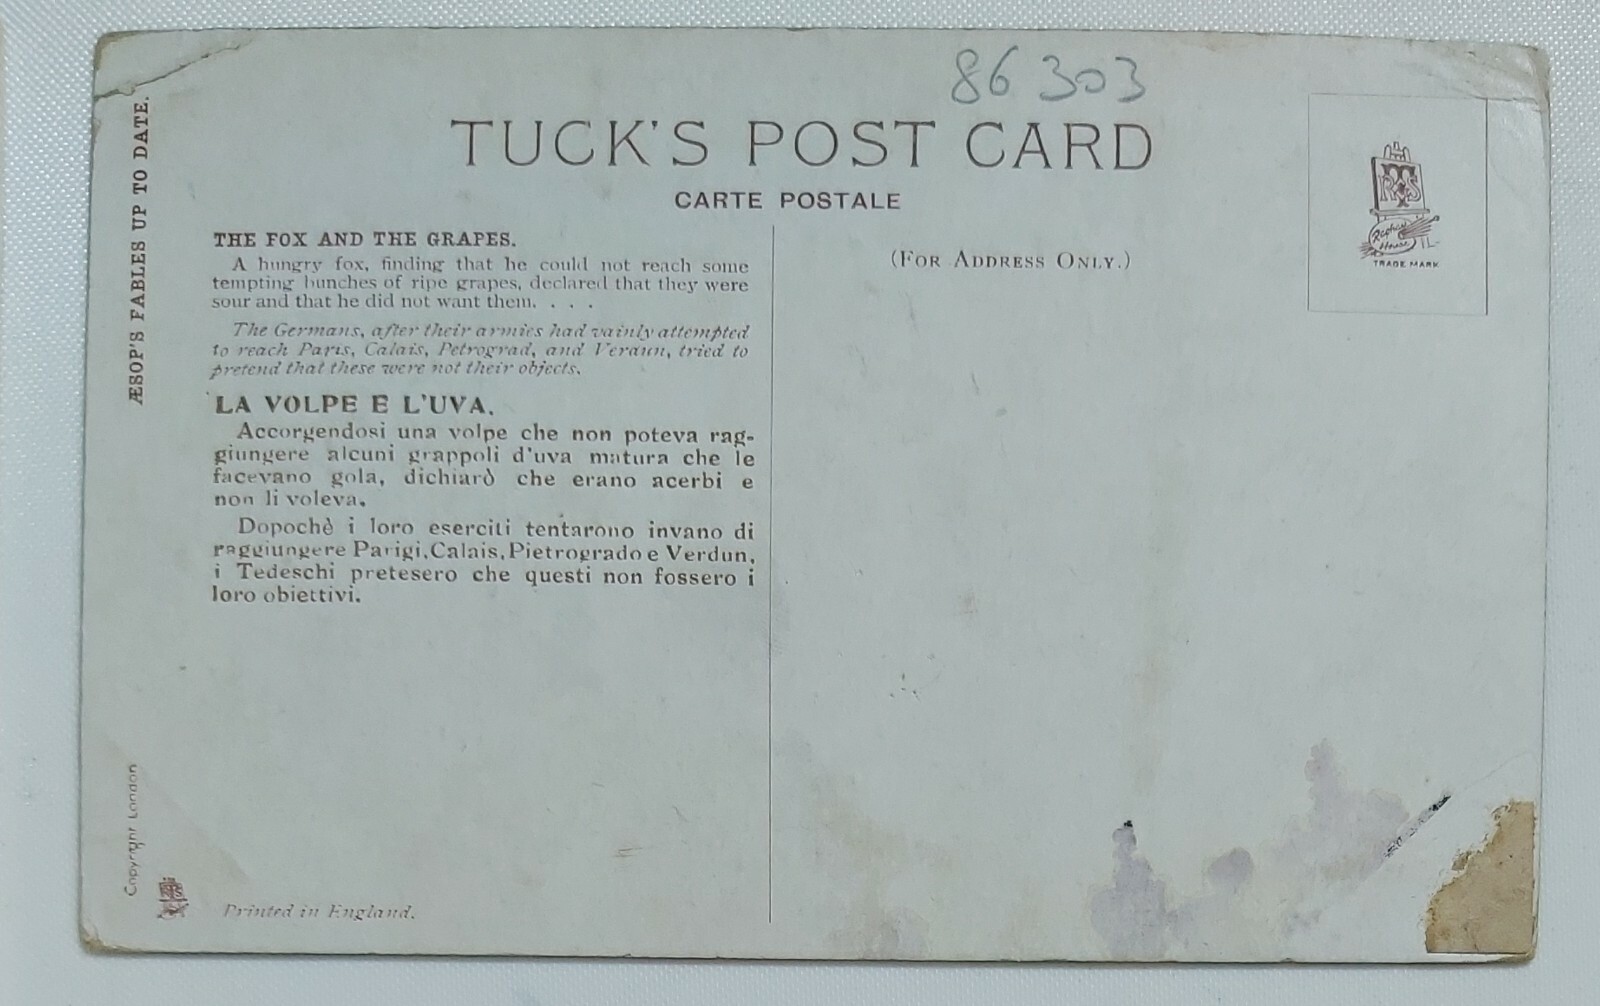 86 303
TUCK'S POST CARD
CARTE POSTALE
ÆSOP'S FABLES UP TO DATE.
THE FOX AND THE GRAPES.
A hungry fox, finding that he could not reach some
tempting bunches of ripe grapes, declared that they were
sour and that he did not want them. . . .
The Germans, after their armies had vainly attempted
to reach Paris, Calais, Petrograd, and Verdun, tried to
pretend that these were not their objects.
LA VOLPE E L'UVA.
Accorgendosi una volpe che non poteva rag-
giungere alcuni grappoli d'uva matura che le
facevano gola, dichiarò che erano acerbi e
non li voleva.
Dopochè i loro eserciti tentarono invano di
raggiungere Parigi, Calais, Pietrogrado e Verdun,
i Tedeschi pretesero che questi non fossero i
loro obiettivi.
Copyright London
Printed in England.
(FOR ADDRESS ONLY.)
RTS
Raphael
House
TRADE MARK